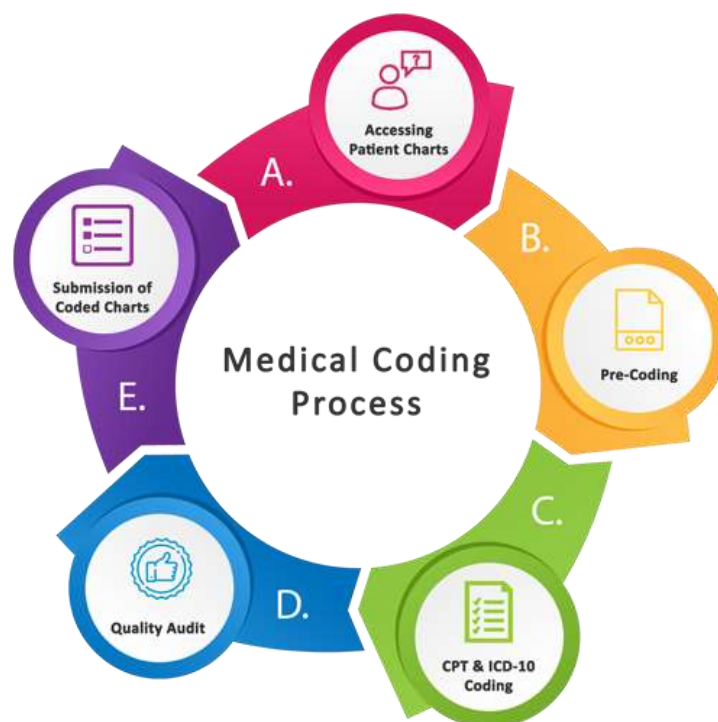 ?
A.
Accessing
Patient Charts
B.
Pre-Coding
C.
CPT & ICD-10
Coding
D.
Quality Audit
E.
Submission of
Coded Charts
Medical Coding
Process